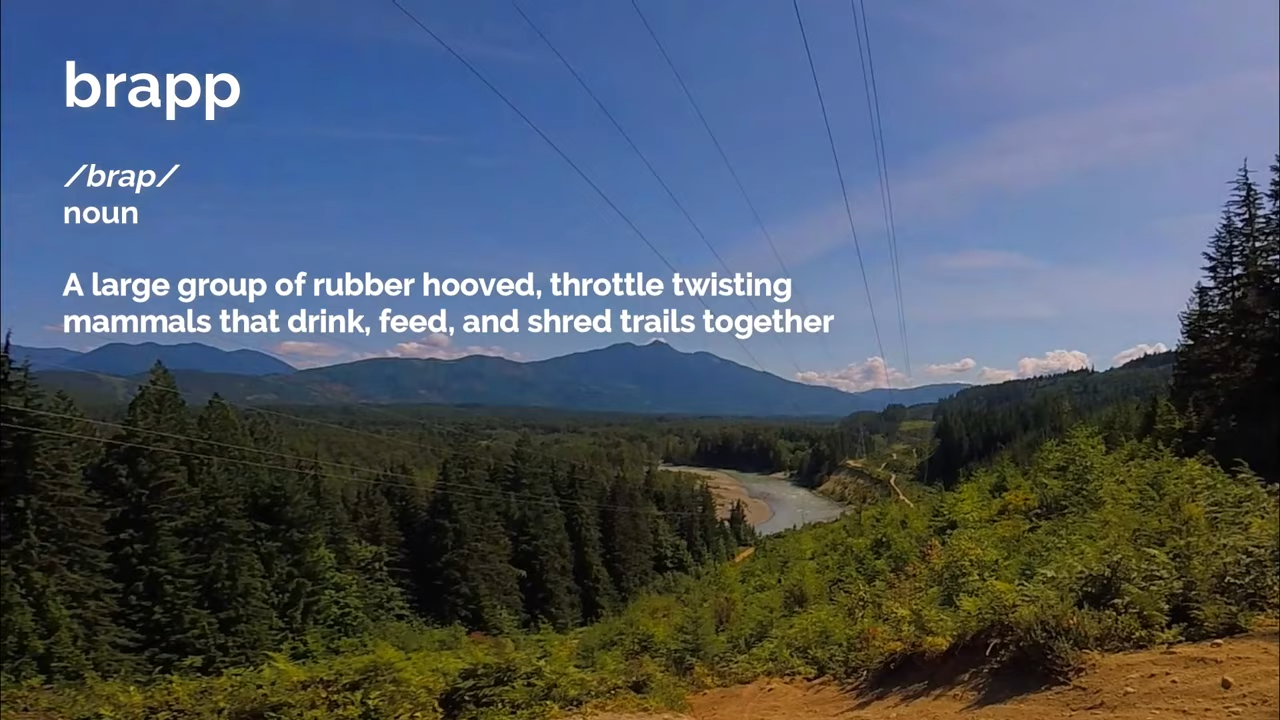 brapp
/brap/
noun
A large group of rubber hooved, throttle twisting
mammals that drink, feed, and shred trails together